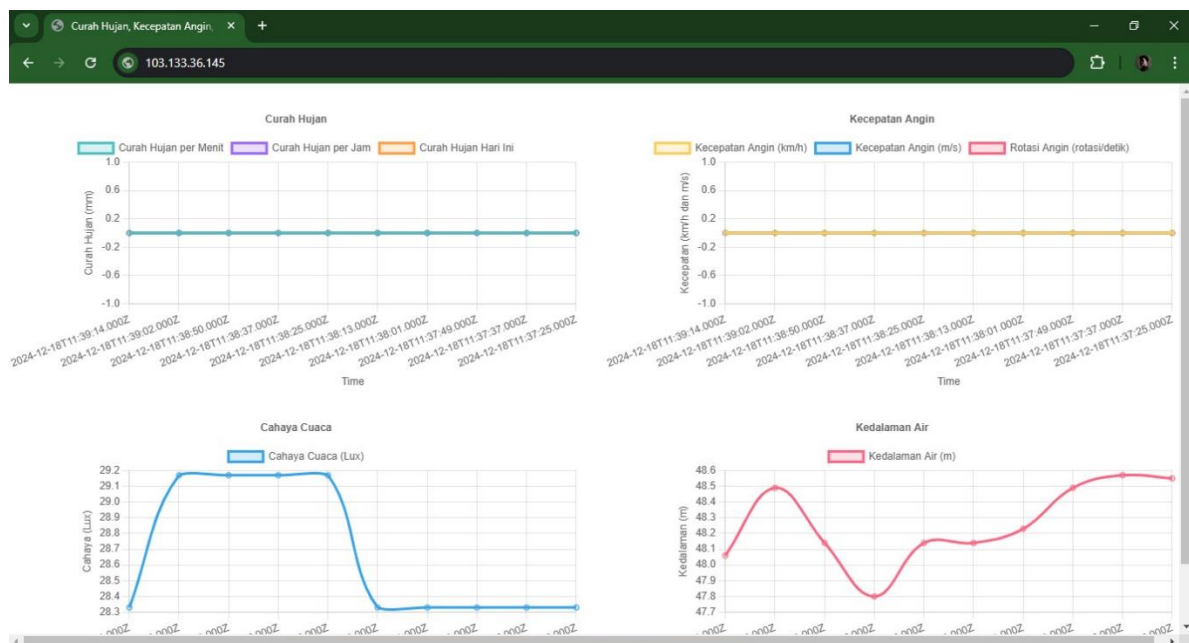 Curah Hujan, Kecepatan Angin,
103.133.36.145
Curah Hujan
Curah Hujan per Menit Curah Hujan per Jam Curah Hujan Hari Ini
Curah Hujan (mm)
1.0
0.6
0.2
-0.2
-0.6
-1.0
2024-12-18T11:39:14.000Z
2024-12-18T11:39:02.000Z
2024-12-18T11:38:50.000Z
2024-12-18T11:38:37.000Z
2024-12-18T11:38:25.000Z
2024-12-18T11:38:13.000Z
2024-12-18T11:38:01.000Z
2024-12-18T11:37:49.000Z
2024-12-18T11:37:37.000Z
2024-12-18T11:37:25.000Z
Time
Kecepatan Angin
Kecepatan Angin (km/h) Kecepatan Angin (m/s) Rotasi Angin (rotasi/detik)
Kecepatan (km/h dan m/s)
1.0
0.6
0.2
-0.2
-0.6
-1.0
2024-12-18T11:39:14.000Z
2024-12-18T11:39:02.000Z
2024-12-18T11:38:50.000Z
2024-12-18T11:38:37.000Z
2024-12-18T11:38:25.000Z
2024-12-18T11:38:13.000Z
2024-12-18T11:38:01.000Z
2024-12-18T11:37:49.000Z
2024-12-18T11:37:37.000Z
2024-12-18T11:37:25.000Z
Time
Cahaya Cuaca
Cahaya Cuaca (Lux)
Cahaya (Lux)
29.2
29.1
29.0
28.9
28.8
28.7
28.6
28.5
28.4
28.3
Kedalaman Air
Kedalaman Air (m)
Kedalaman (m)
48.6
48.5
48.4
48.3
48.2
48.1
48.0
47.9
47.8
47.7